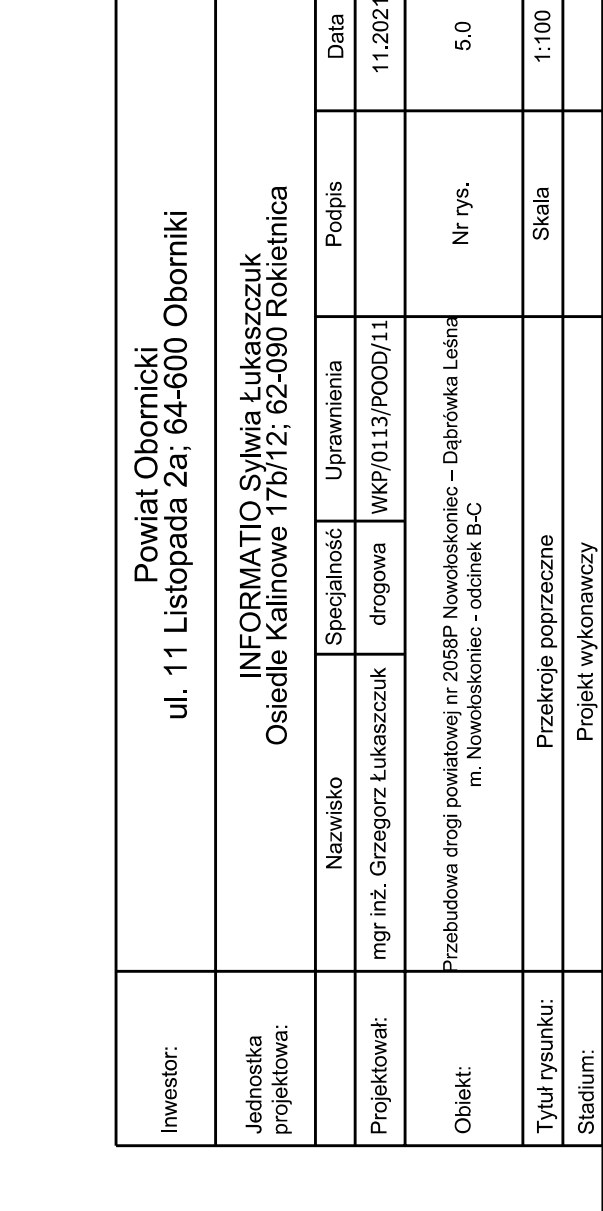 Inwestor:
Powiat Obornicki
ul. 11 Listopada 2a; 64-600 Oborniki
Jednostka
projektowa:
INFORMATIO Sylwia Łukaszczuk
Osiedle Kalinowe 17b/12; 62-090 Rokietnica
Nazwisko Specjalność Uprawnienia Podpis Data
Projektował: mgr inż. Grzegorz Łukaszczuk drogowa WKP/0113/POOD/11 11.2021
Obiekt:
Przebudowa drogi powiatowej nr 2058P Nowołoskoniec – Dąbrówka Leśna
m. Nowołoskoniec - odcinek B-C
Nr rys. 5.0
Tytuł rysunku: Przekroje poprzeczne Skala 1:100
Stadium: Projekt wykonawczy